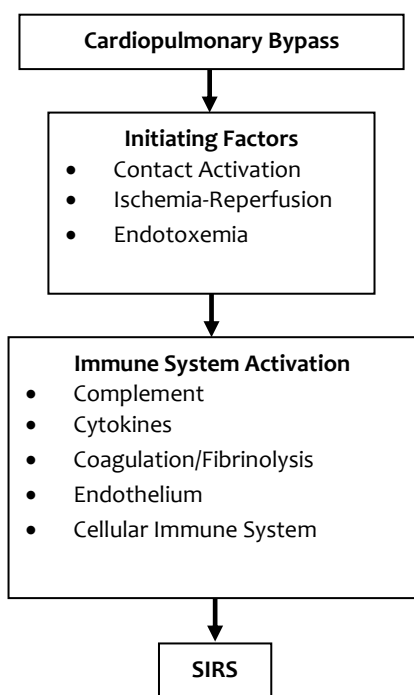 Cardiopulmonary Bypass
Initiating Factors
• Contact Activation
• Ischemia-Reperfusion
• Endotoxemia
Immune System Activation
• Complement
• Cytokines
• Coagulation/Fibrinolysis
• Endothelium
• Cellular Immune System
SIRS